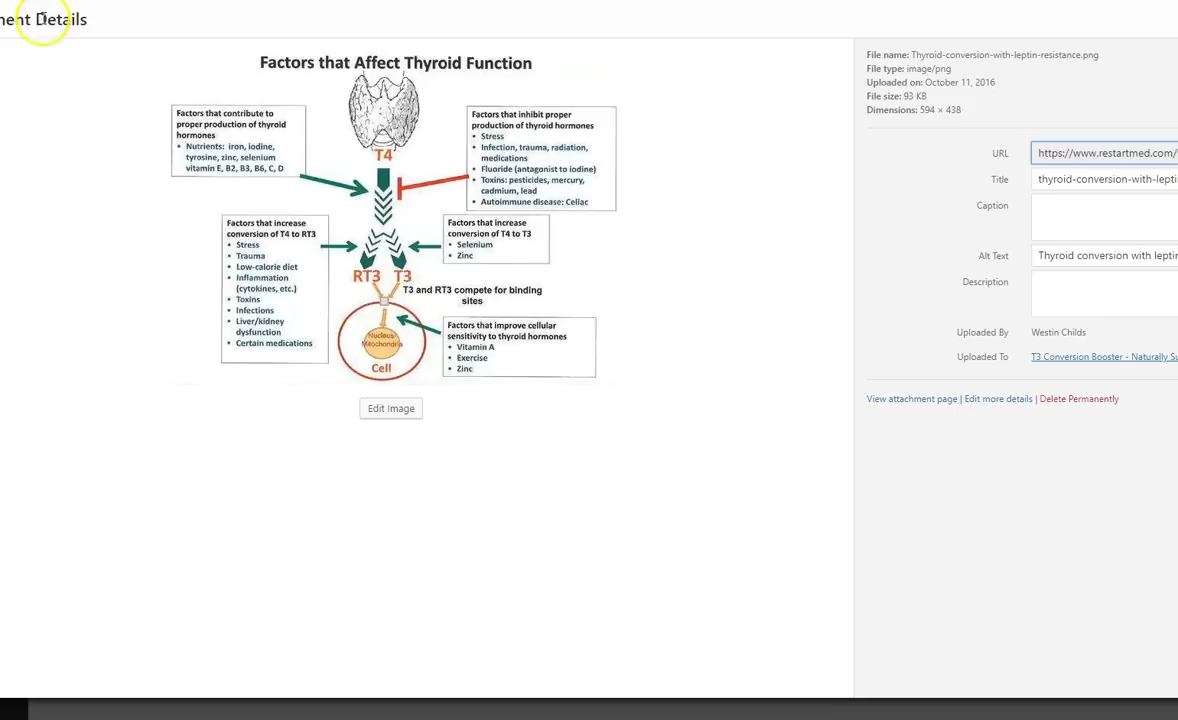 ment Details
Factors that Affect Thyroid Function
Factors that contribute to
proper production of thyroid
hormones
• Nutrients: iron, iodine,
tyrosine, zinc, selenium
vitamin E, B2, B3, B6, C, D
Factors that inhibit proper
production of thyroid hormones
• Stress
• Infection, trauma, radiation,
medications
• Fluoride (antagonist to iodine)
• Toxins: pesticides, mercury,
cadmium, lead
• Autoimmune disease: Celiac
T4
Factors that increase
conversion of T4 to RT3
• Stress
• Trauma
• Low-calorie diet
• Inflammation
(cytokines, etc.)
• Toxins
• Infections
• Liver/kidney
dysfunction
• Certain medications
Factors that increase
conversion of T4 to T3
• Selenium
• Zinc
RT3 T3
T3 and RT3 compete for binding
sites
Nucleus
Mitochondria
Cell
Factors that improve cellular
sensitivity to thyroid hormones
• Vitamin A
• Exercise
• Zinc
Edit Image
File name: Thyroid-conversion-with-leptin-resistance.png
File type: image/png
Uploaded on: October 11, 2016
File size: 93 KB
Dimensions: 594 × 438
URL https://www.restartmed.com/
Title thyroid-conversion-with-lepti
Caption
Alt Text Thyroid conversion with leptin
Description
Uploaded By Westin Childs
Uploaded To T3 Conversion Booster - Naturally Su
View attachment page | Edit more details | Delete Permanently